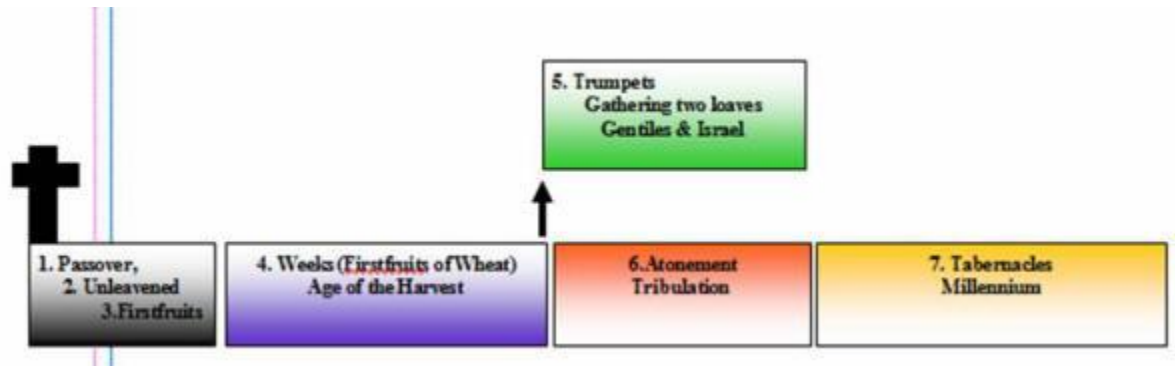 1. Passover,
2. Unleavened
3.Firstfruits
4. Weeks (Firstfruits of Wheat)
Age of the Harvest
5. Trumpets
Gathering two loaves
Gentiles & Israel
6.Atonement
Tribulation
7. Tabernacles
Millennium